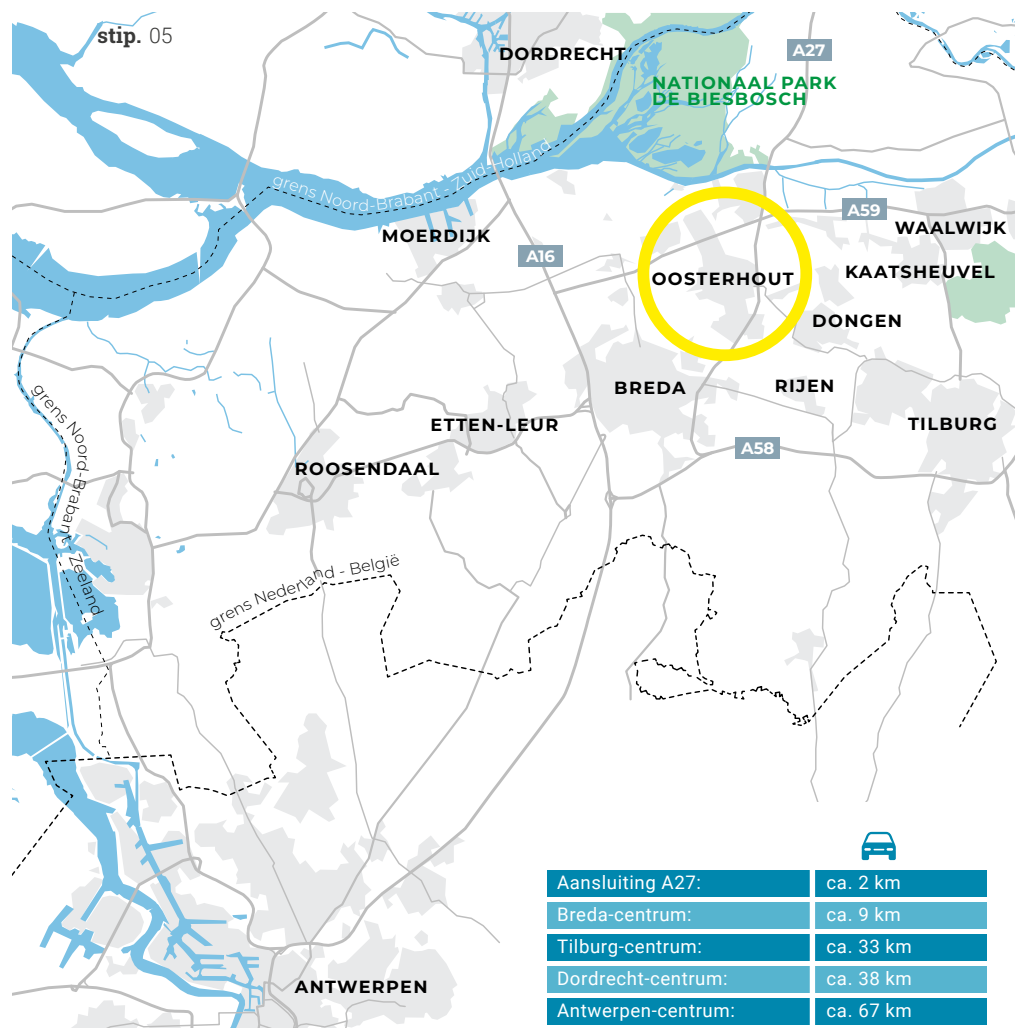 stip. 05
DORDRECHT
A27
NATIONAAL PARK
DE BIESBOSCH
grens Noord-Brabant - Zuid-Holland
A59
WAALWIJK
MOERDIJK
A16
KAATSHEUVEL
OOSTERHOUT
DONGEN
BREDA
RIJEN
grens Noord-Brabant - Zeeland
ETTEN-LEUR
TILBURG
A58
ROOSENDAAL
grens Nederland - België
Aansluiting A27: ca. 2 km
Breda-centrum: ca. 9 km
Tilburg-centrum: ca. 33 km
Dordrecht-centrum: ca. 38 km
Antwerpen-centrum: ca. 67 km
ANTWERPEN